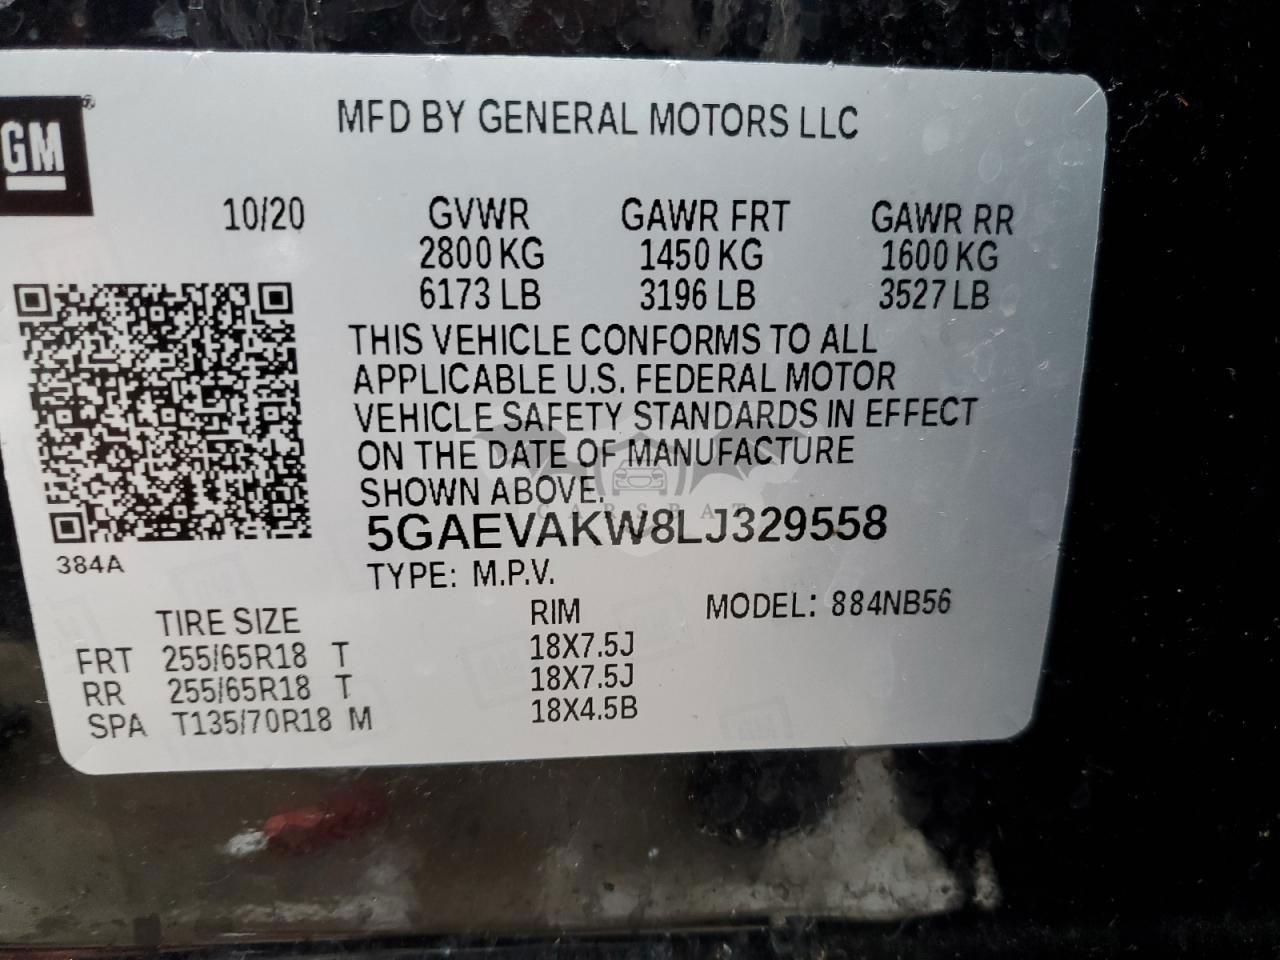 GM
®
MFD BY GENERAL MOTORS LLC
10/20 GVWR GAWR FRT GAWR RR
2800 KG 1450 KG 1600 KG
6173 LB 3196 LB 3527 LB
THIS VEHICLE CONFORMS TO ALL
APPLICABLE U.S. FEDERAL MOTOR
VEHICLE SAFETY STANDARDS IN EFFECT
ON THE DATE OF MANUFACTURE
SHOWN ABOVE.
CARSBAT
5GAEVAKW8LJ329558
384A
TYPE: M.P.V.
TIRE SIZE RIM MODEL: 884NB56
FRT 255/65R18 T 18X7.5J
RR 255/65R18 T 18X7.5J
SPA T135/70R18 M 18X4.5B